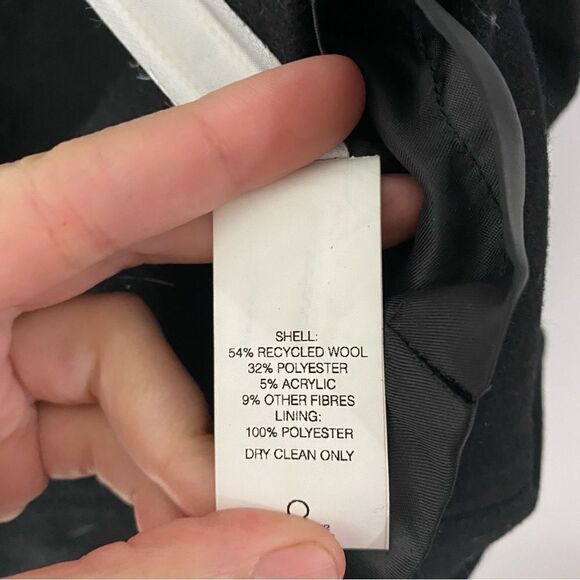 SHELL:
54% RECYCLED WOOL
32% POLYESTER
5% ACRYLIC
9% OTHER FIBRES
LINING:
100% POLYESTER
DRY CLEAN ONLY